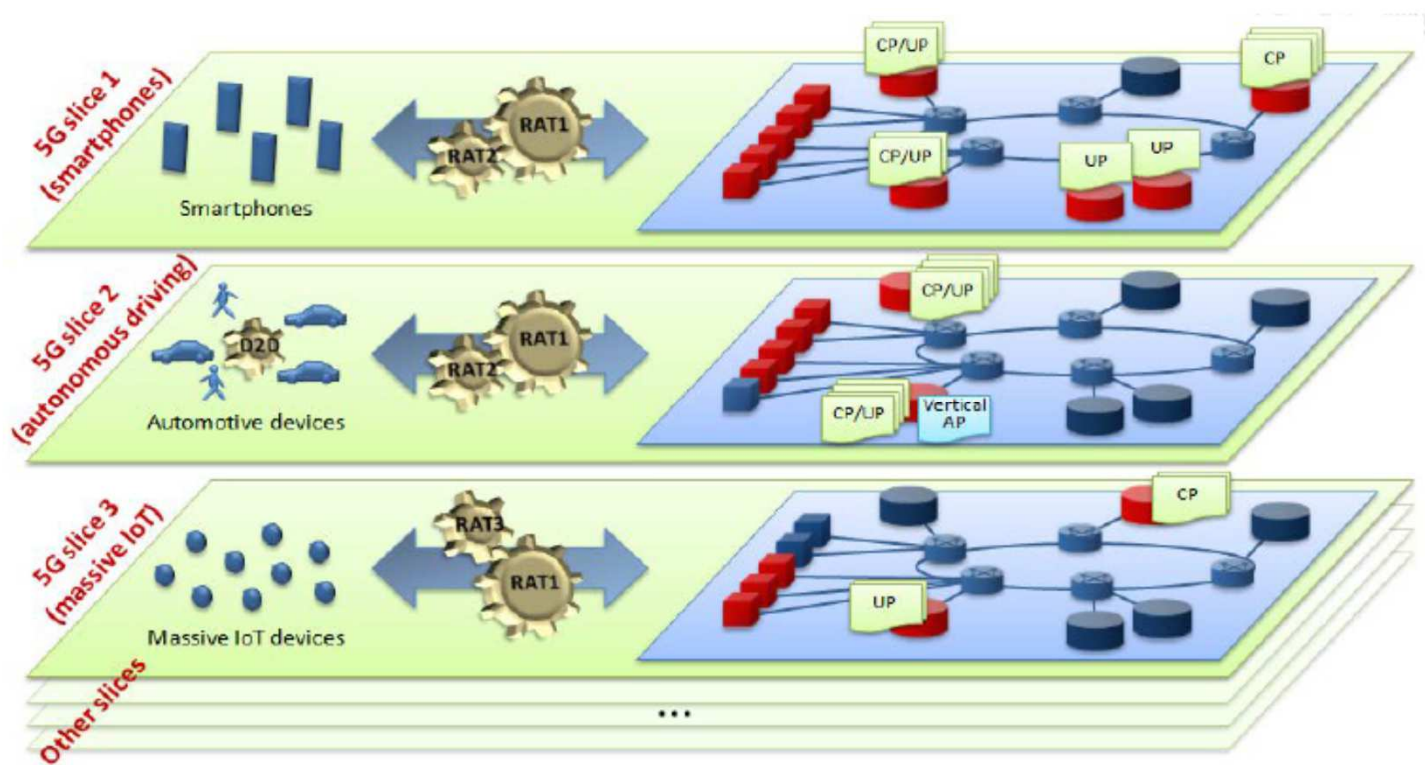 5G slice 1
(smartphones)
Smartphones
RAT2
RAT1
CP/UP
CP
CP/UP
UP
UP
5G slice 2
(autonomous driving)
D2D
Automotive devices
RAT2
RAT1
CP/UP
CP/UP
Vertical
AP
5G slice 3
(massive IoT)
Massive IoT devices
RAT3
RAT1
CP
UP
Other slices
...